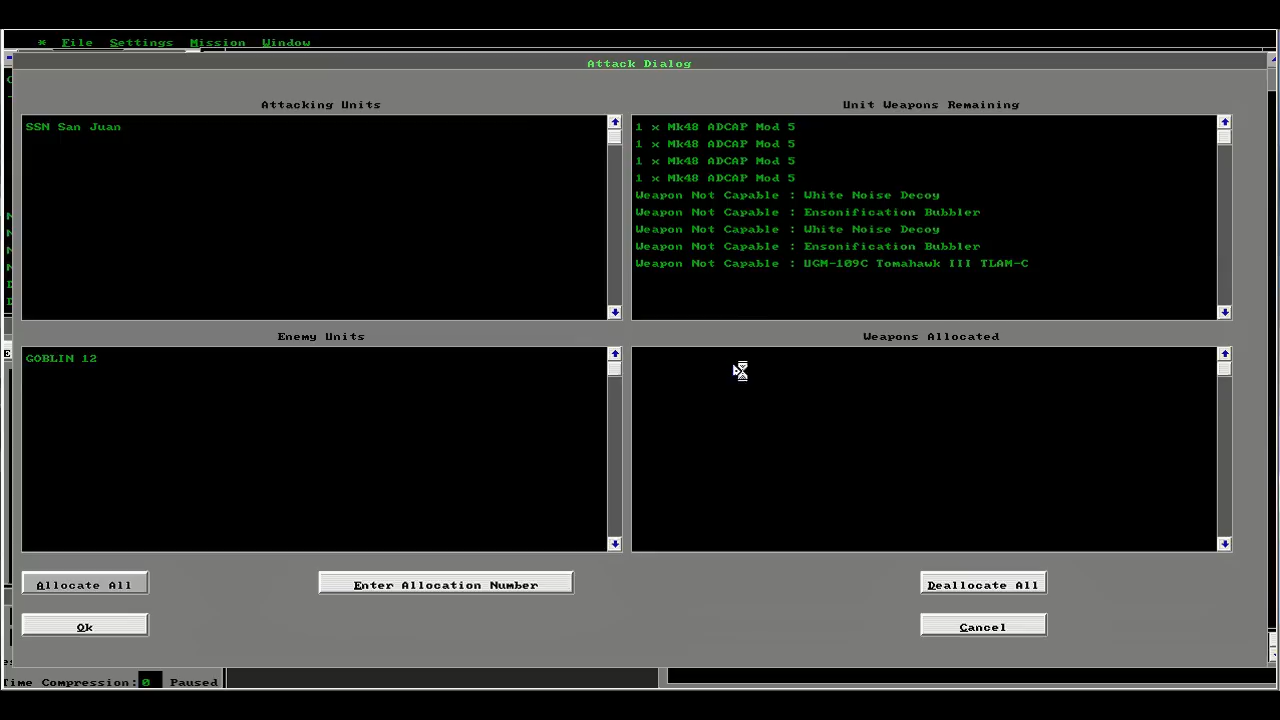 * File Settings Mission Window
Attack Dialog
Attacking Units
Unit Weapons Remaining
SSN San Juan
1 x Mk48 ADCAP Mod 5
1 x Mk48 ADCAP Mod 5
1 x Mk48 ADCAP Mod 5
1 x Mk48 ADCAP Mod 5
Weapon Not Capable : White Noise Decoy
Weapon Not Capable : Ensonification Bubbler
Weapon Not Capable : White Noise Decoy
Weapon Not Capable : Ensonification Bubbler
Weapon Not Capable : UGM-109C Tomahawk III TLAM-C
Enemy Units
Weapons Allocated
GOBLIN 12
Allocate All
Enter Allocation Number
Deallocate All
Ok
Cancel
Time Compression: 0 Paused